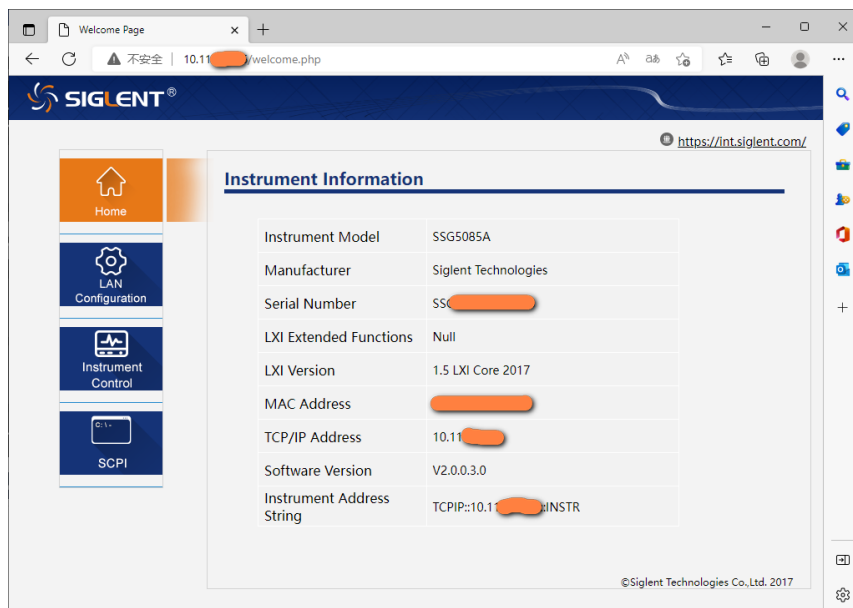 Welcome Page
不安全 10.11 /welcome.php
SIGLENT®
https://int.siglent.com/
Home
LAN
Configuration
Instrument
Control
C:\-
SCPI
Instrument Information
Instrument Model SSG5085A
Manufacturer Siglent Technologies
Serial Number
LXI Extended Functions Null
LXI Version 1.5 LXI Core 2017
MAC Address
TCP/IP Address 10.11
Software Version V2.0.0.3.0
Instrument Address TCPIP::10.11 ::INSTR
String
©Siglent Technologies Co.,Ltd. 2017